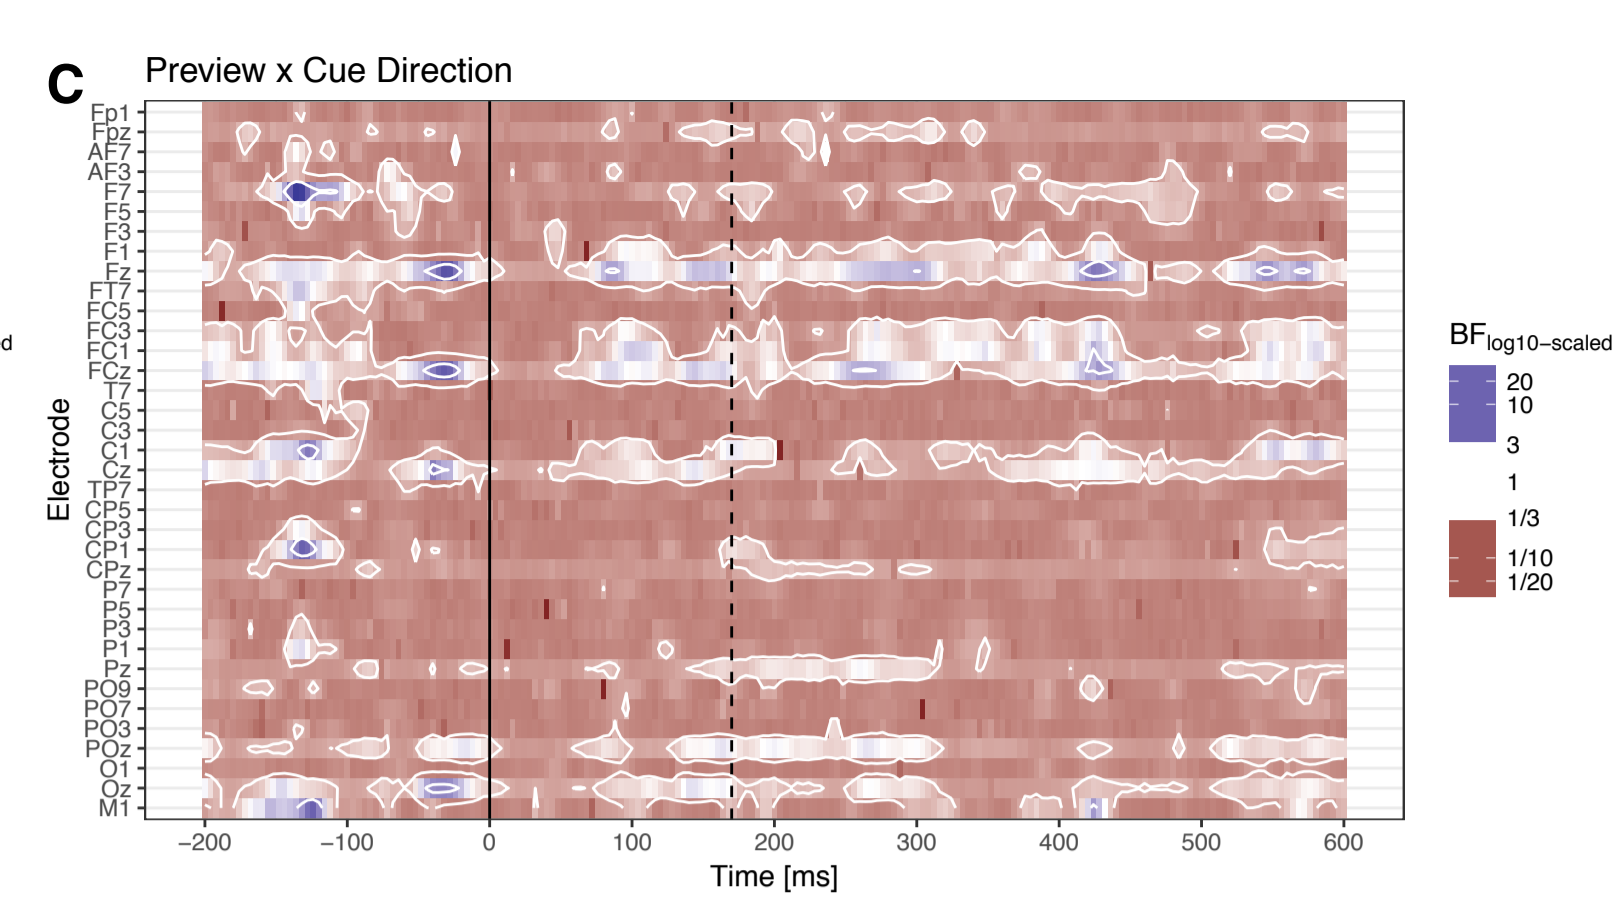 C
Preview x Cue Direction
Fp1
Fpz
AF7
AF3
F7
F5
F3
F1
Fz
FT7
FC5
FC3
FC1
FCz
T7
C5
C3
C1
Cz
TP7
CP5
CP3
CP1
CPz
P7
P5
P3
P1
Pz
PO9
PO7
PO3
POz
O1
Oz
M1
Electrode
−200 −100 0 100 200 300 400 500 600
Time [ms]
ed
BFlog10−scaled
20
10
3
1
1/3
1/10
1/20